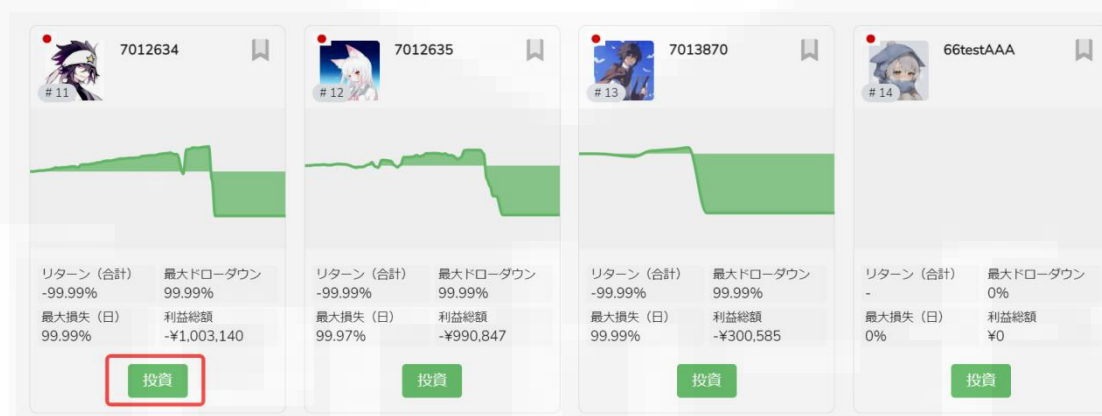 7012634
# 11
リターン（合計） 最大ドローダウン
-99.99% 99.99%
最大損失（日） 利益総額
99.99% -¥1,003,140
投資
7012635
# 12
リターン（合計） 最大ドローダウン
-99.99% 99.99%
最大損失（日） 利益総額
99.97% -¥990,847
投資
7013870
# 13
リターン（合計） 最大ドローダウン
-99.99% 99.99%
最大損失（日） 利益総額
99.99% -¥300,585
投資
66testAAA
# 14
リターン（合計） 最大ドローダウン
- 0%
最大損失（日） 利益総額
0% ¥0
投資